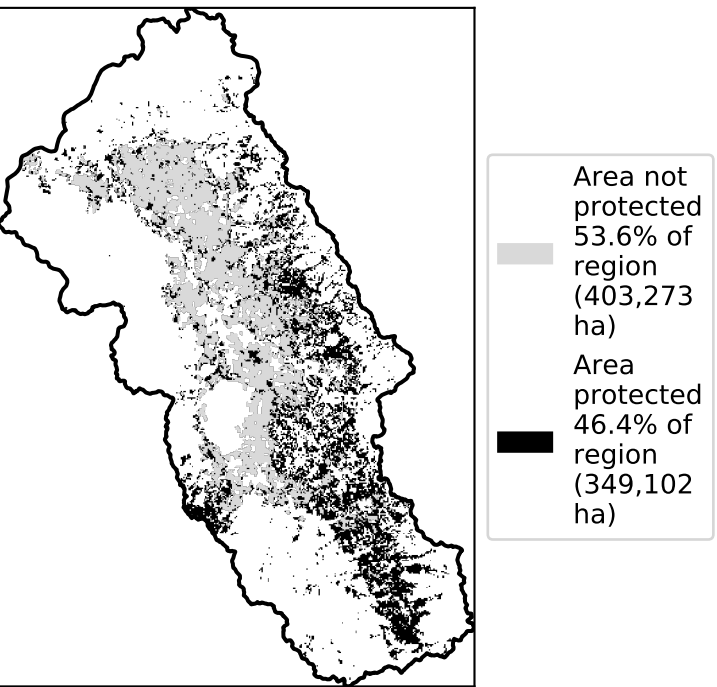 Area not
protected
53.6% of
region
(403,273
ha)
Area
protected
46.4% of
region
(349,102
ha)